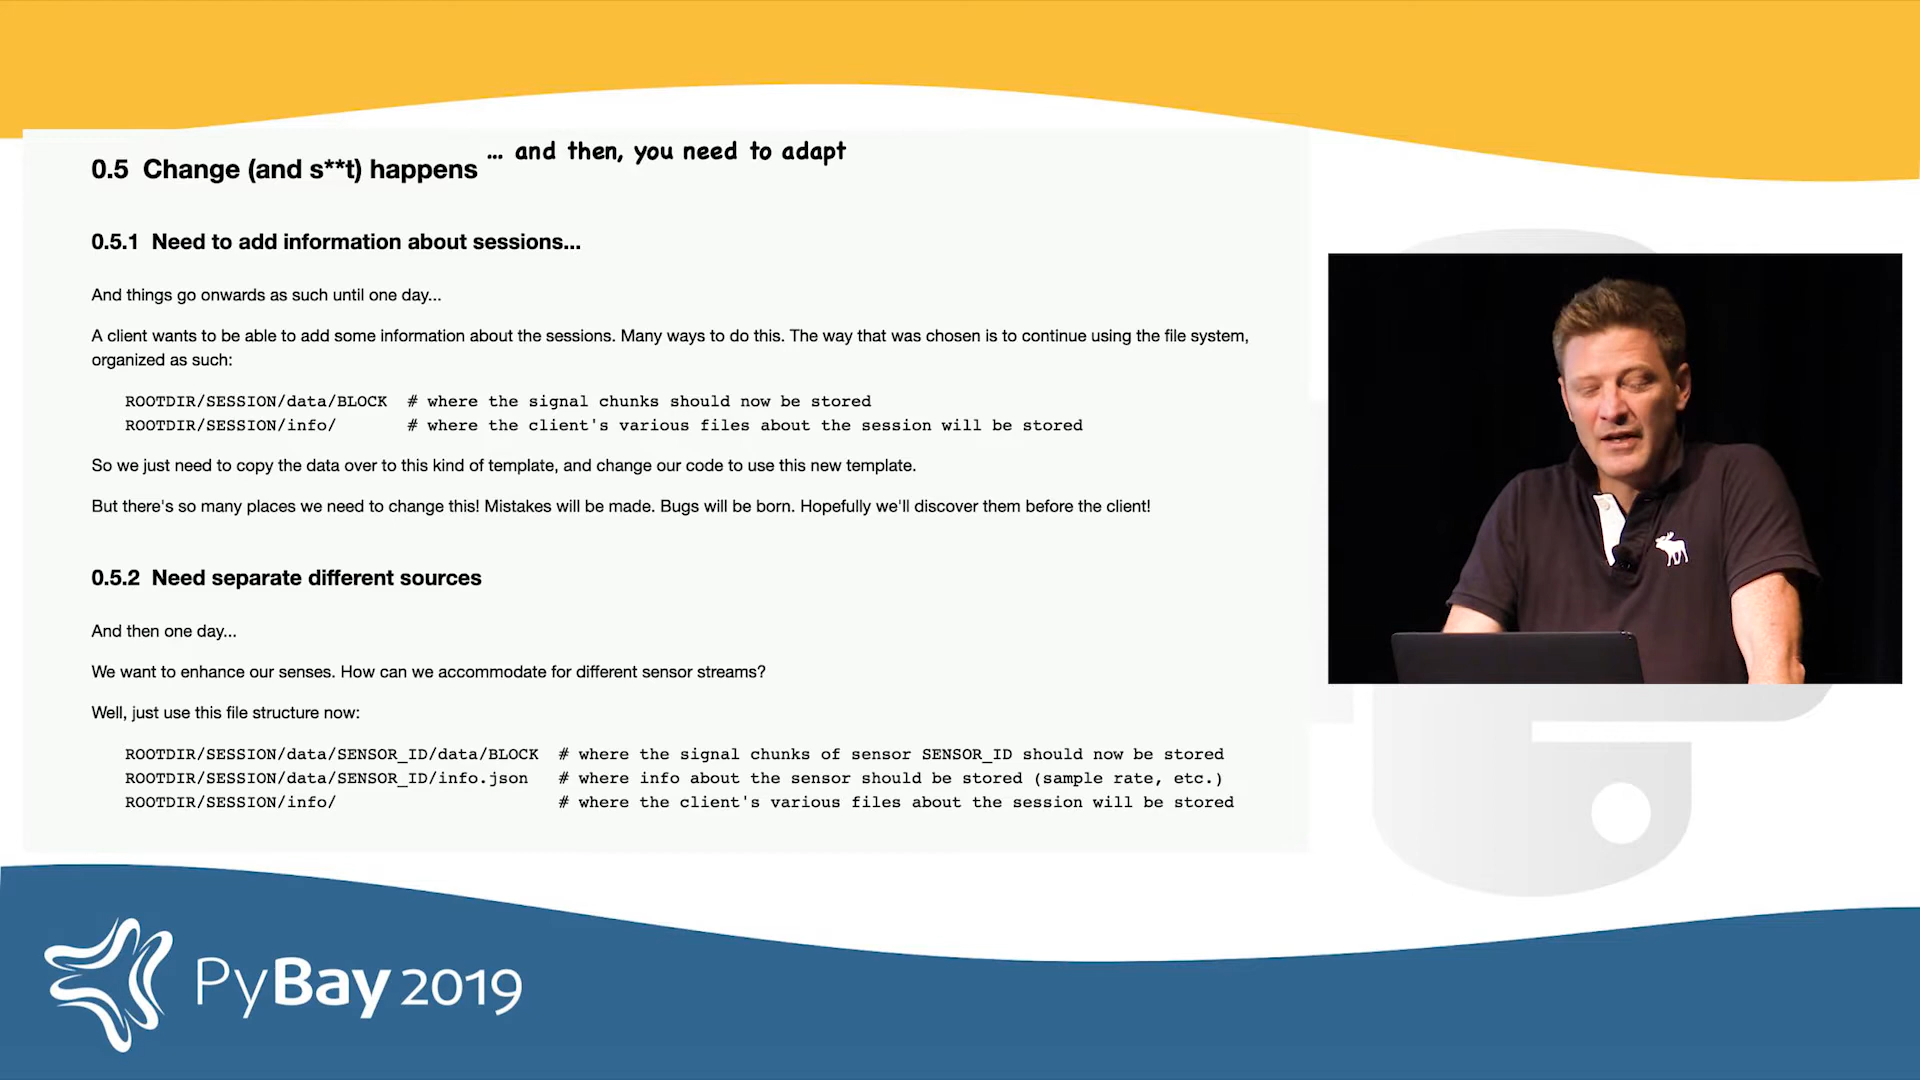 0.5 Change (and s**t) happens
... and then, you need to adapt
0.5.1 Need to add information about sessions...
And things go onwards as such until one day...
A client wants to be able to add some information about the sessions. Many ways to do this. The way that was chosen is to continue using the file system,
organized as such:
ROOTDIR/SESSION/data/BLOCK # where the signal chunks should now be stored
ROOTDIR/SESSION/info/ # where the client's various files about the session will be stored
So we just need to copy the data over to this kind of template, and change our code to use this new template.
But there's so many places we need to change this! Mistakes will be made. Bugs will be born. Hopefully we'll discover them before the client!
0.5.2 Need separate different sources
And then one day...
We want to enhance our senses. How can we accommodate for different sensor streams?
Well, just use this file structure now:
ROOTDIR/SESSION/data/SENSOR_ID/data/BLOCK # where the signal chunks of sensor SENSOR_ID should now be stored
ROOTDIR/SESSION/data/SENSOR_ID/info.json # where info about the sensor should be stored (sample rate, etc.)
ROOTDIR/SESSION/info/ # where the client's various files about the session will be stored
PyBay 2019